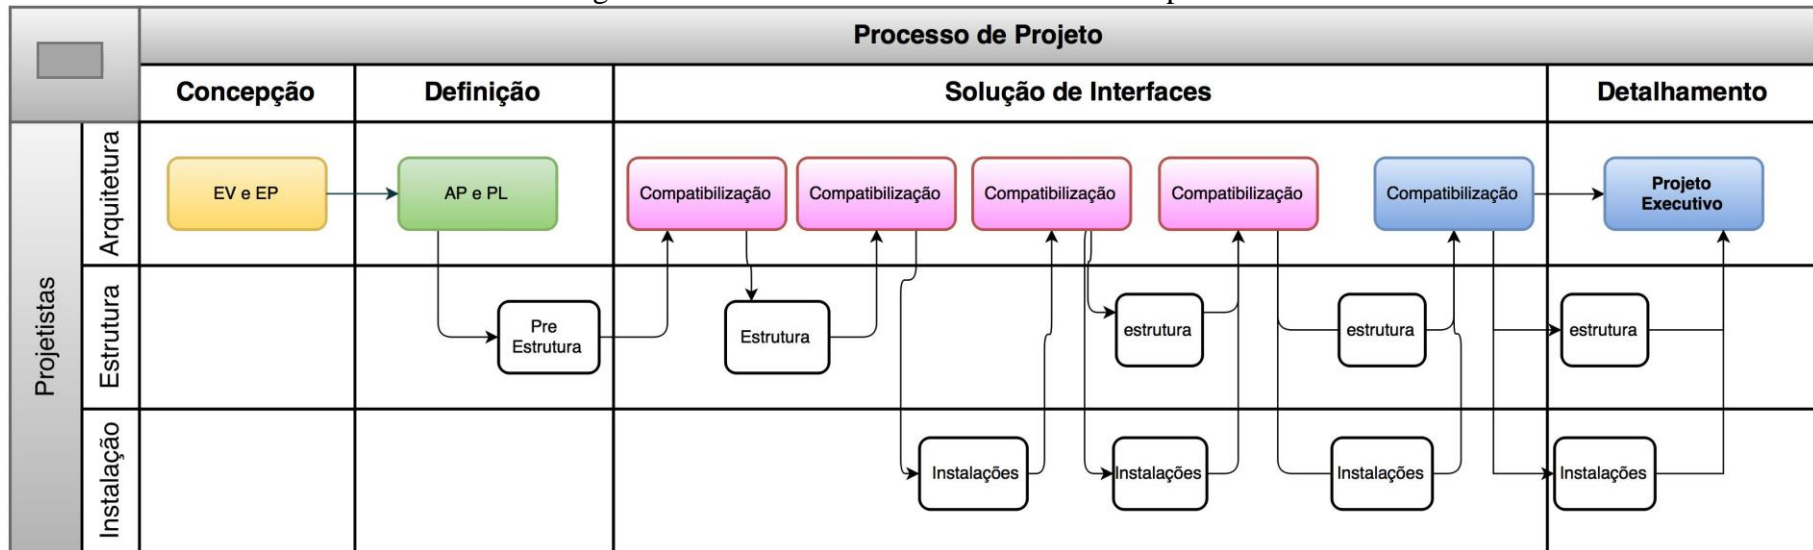 Processo de Projeto
Concepção
Definição
Solução de Interfaces
Detalhamento
Projetistas
Arquitetura
EV e EP
AP e PL
Compatibilização
Compatibilização
Compatibilização
Compatibilização
Compatibilização
Projeto
Executivo
Estrutura
Pre
Estrutura
Estrutura
estrutura
estrutura
estrutura
Instalação
Instalações
Instalações
Instalações
Instalações